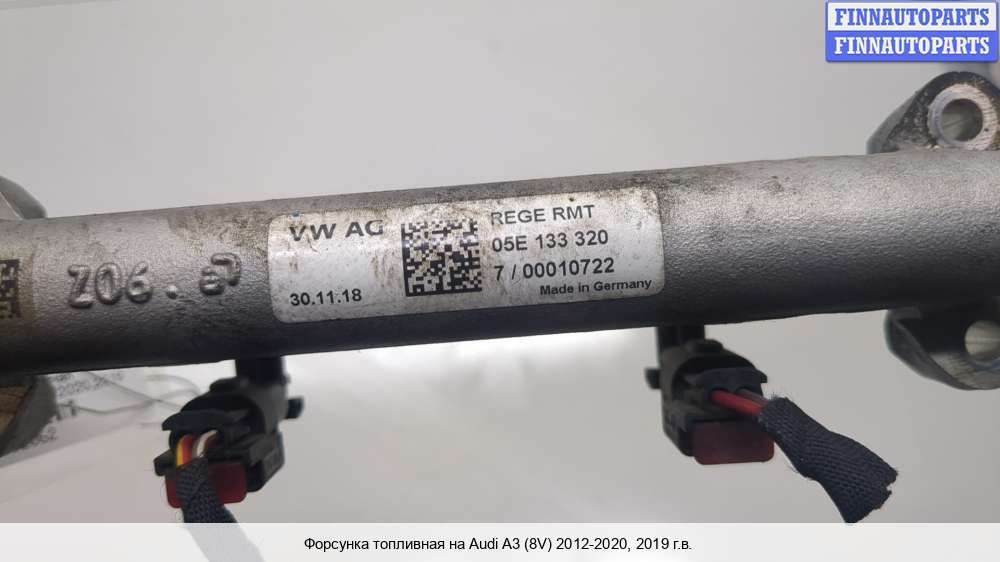 FINNAUTOPARTS
FINNAUTOPARTS
VW AG
REGE RMT
05E 133 320
7 / 00010722
30.11.18
Made in Germany
Форсунка топливная на Audi A3 (8V) 2012-2020, 2019 г.в.